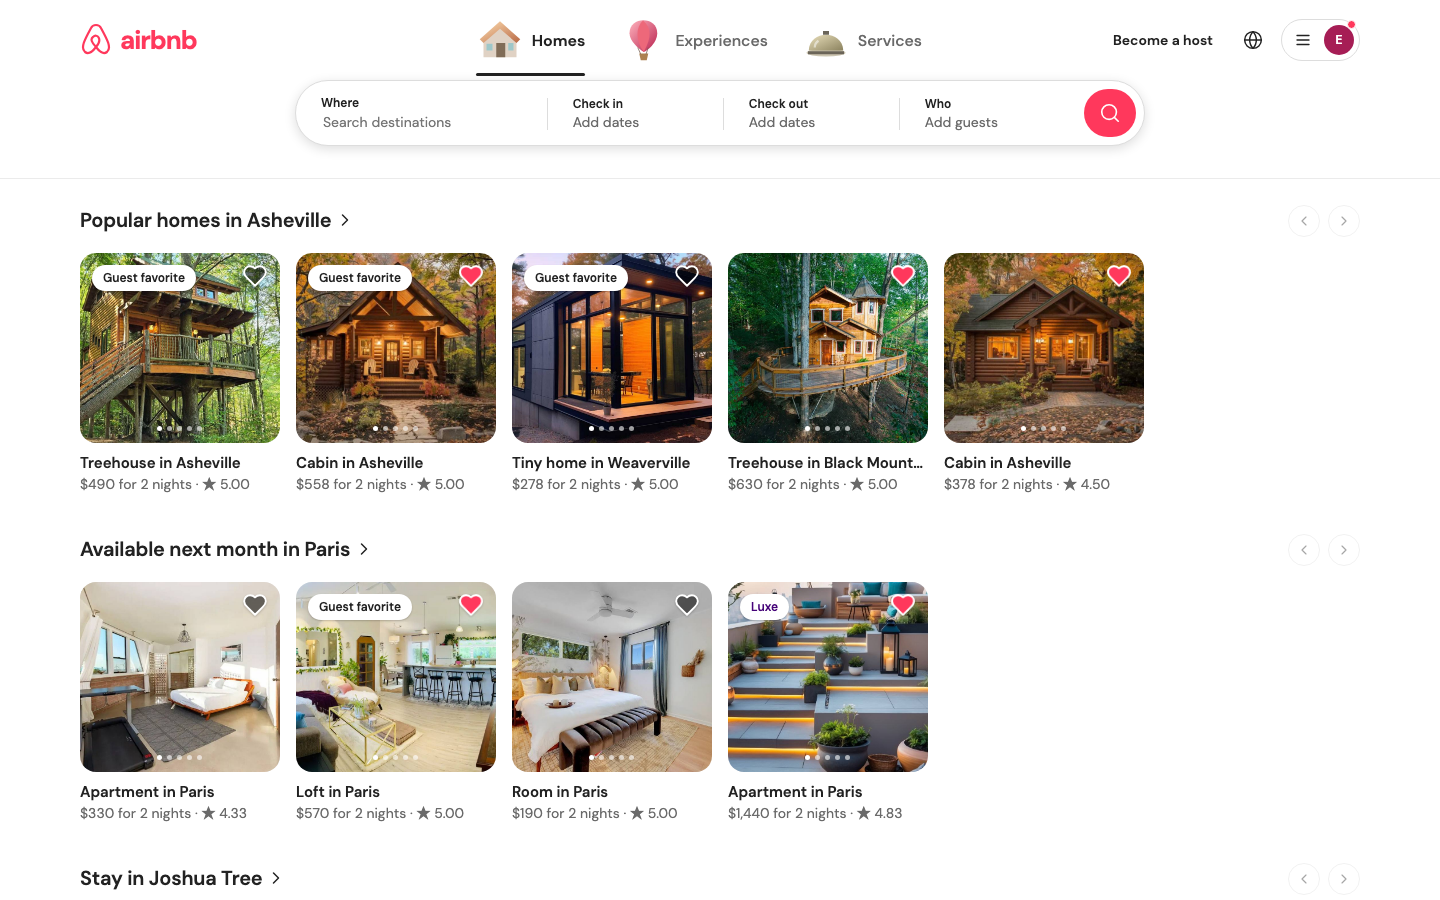 airbnb
Homes
Experiences
Services
Become a host
E
Where
Search destinations
Check in
Add dates
Check out
Add dates
Who
Add guests
Popular homes in Asheville
Guest favorite
Guest favorite
Guest favorite
Treehouse in Asheville
$490 for 2 nights · ★ 5.00
Cabin in Asheville
$558 for 2 nights · ★ 5.00
Tiny home in Weaverville
$278 for 2 nights · ★ 5.00
Treehouse in Black Mount...
$630 for 2 nights · ★ 5.00
Cabin in Asheville
$378 for 2 nights · ★ 4.50
Available next month in Paris
Guest favorite
Luxe
Apartment in Paris
$330 for 2 nights · ★ 4.33
Loft in Paris
$570 for 2 nights · ★ 5.00
Room in Paris
$190 for 2 nights · ★ 5.00
Apartment in Paris
$1,440 for 2 nights · ★ 4.83
Stay in Joshua Tree